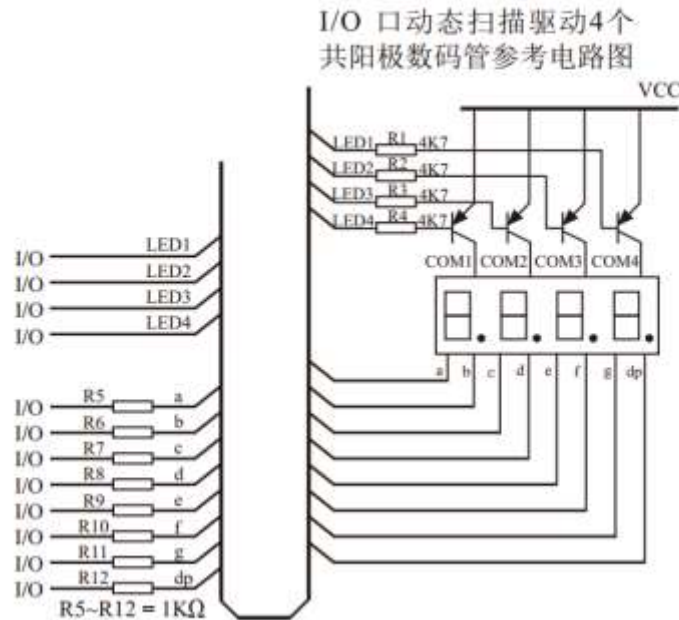 I/O 口动态扫描驱动4个
共阳极数码管参考电路图
VCC
LED1 R1 4K7
LED2 R2 4K7
LED3 R3 4K7
LED4 R4 4K7
COM1 COM2 COM3 COM4
I/O LED1
I/O LED2
I/O LED3
I/O LED4
a b c d e f g dp
I/O R5 a
I/O R6 b
I/O R7 c
I/O R8 d
I/O R9 e
I/O R10 f
I/O R11 g
I/O R12 dp
R5~R12 = 1KΩ